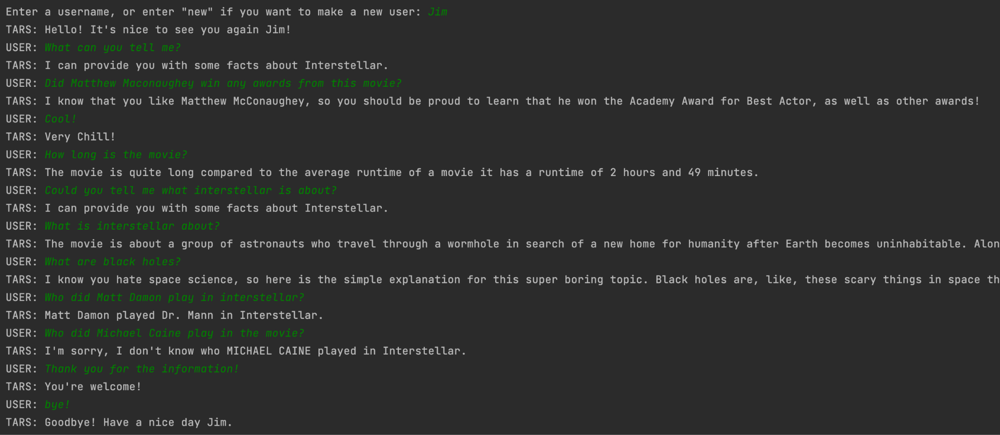 Enter a username, or enter "new" if you want to make a new user: Jim
TARS: Hello! It's nice to see you again Jim!
USER: What can you tell me?
TARS: I can provide you with some facts about Interstellar.
USER: Did Matthew Maconaughey win any awards from this movie?
TARS: I know that you like Matthew McConaughey, so you should be proud to learn that he won the Academy Award for Best Actor, as well as other awards!
USER: Cool!
TARS: Very Chill!
USER: How long is the movie?
TARS: The movie is quite long compared to the average runtime of a movie it has a runtime of 2 hours and 49 minutes.
USER: Could you tell me what interstellar is about?
TARS: I can provide you with some facts about Interstellar.
USER: What is interstellar about?
TARS: The movie is about a group of astronauts who travel through a wormhole in search of a new home for humanity after Earth becomes uninhabitable. Alon
USER: What are black holes?
TARS: I know you hate space science, so here is the simple explanation for this super boring topic. Black holes are, like, these scary things in space th
USER: Who did Matt Damon play in interstellar?
TARS: Matt Damon played Dr. Mann in Interstellar.
USER: Who did Michael Caine play in the movie?
TARS: I'm sorry, I don't know who MICHAEL CAINE played in Interstellar.
USER: Thank you for the information!
TARS: You're welcome!
USER: bye!
TARS: Goodbye! Have a nice day Jim.